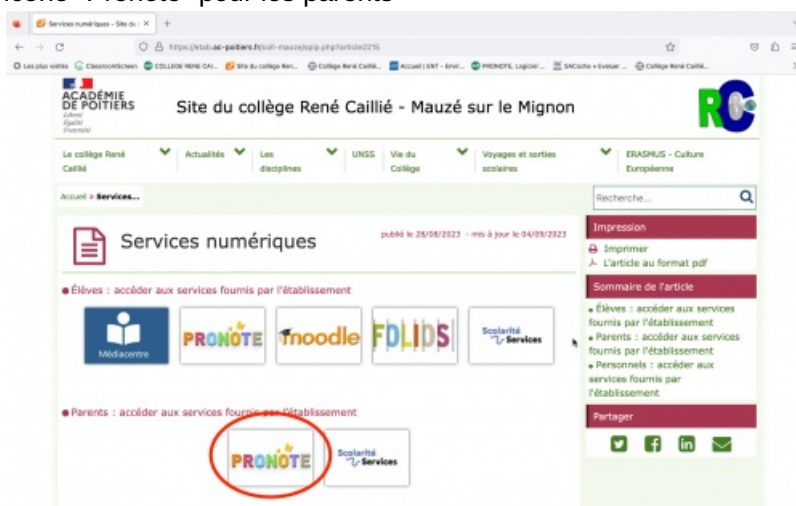 Services numériques - Site du c
https://etab.ac-poitiers.fr/coll-mauze/spip.php?article2215
Les plus visités ClassroomScreen COLLEGE RENE CAI... Site du collège Ren... Collège René Caillié... Accueil | ENT - Envir... PRONOTE, Logiciel ... SACoche » Evaluer ... Collège René Caillié...
ACADÉMIE
DE POITIERS
Liberté
Égalité
Fraternité
Site du collège René Caillié - Mauzé sur le Mignon
RC
Le collège René Caillié
Actualités
Les disciplines
UNSS
Vie du Collège
Voyages et sorties scolaires
ERASMUS - Culture Européenne
Accueil > Services...
Recherche...
Services numériques
publié le 28/08/2023 - mis à jour le 04/09/2023
Élèves : accéder aux services fournis par l'établissement
Médiacentre
PRONOTE
moodle
FOLIOS
Scolarité
Services
Parents : accéder aux services fournis par l'établissement
PRONOTE
Scolarité
Services
Impression
Imprimer
L'article au format pdf
Sommaire de l'article
Élèves : accéder aux services
fournis par l'établissement
Parents : accéder aux services
fournis par l'établissement
Personnels : accéder aux
services fournis par
l'établissement
Partager